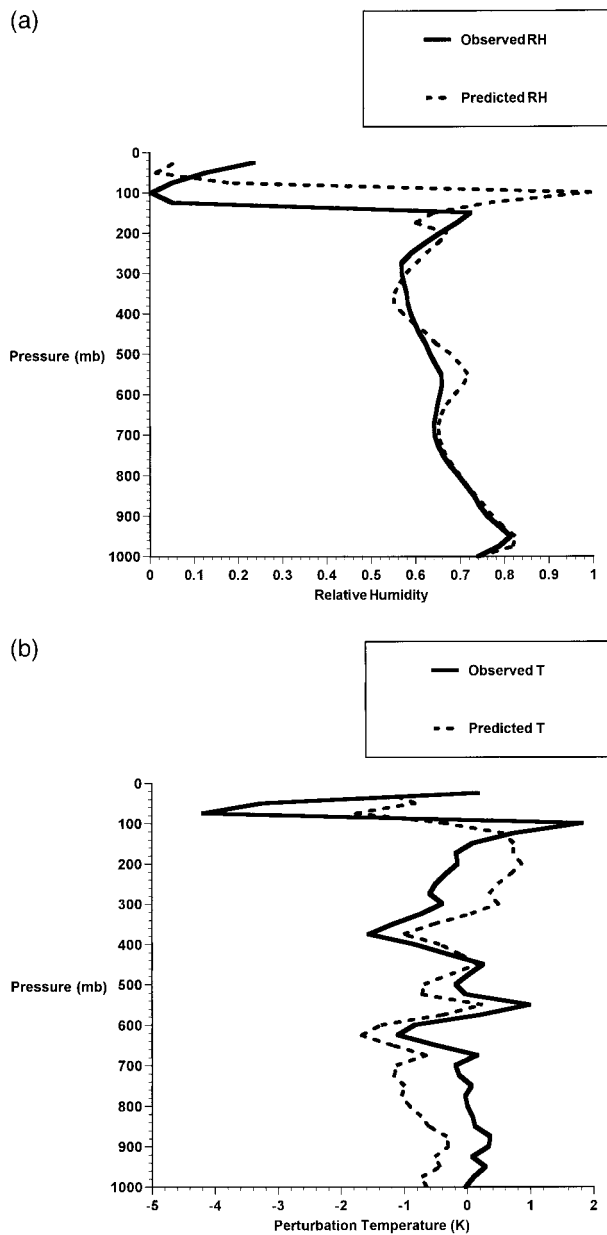 (a)
Observed RH
Predicted RH
0
100
200
300
400
Pressure (mb)
500
600
700
800
900
1000
0 0.1 0.2 0.3 0.4 0.5 0.6 0.7 0.8 0.9 1
Relative Humidity
(b)
Observed T
Predicted T
0
100
200
300
400
Pressure (mb)
500
600
700
800
900
1000
-5 -4 -3 -2 -1 0 1 2
Perturbation Temperature (K)